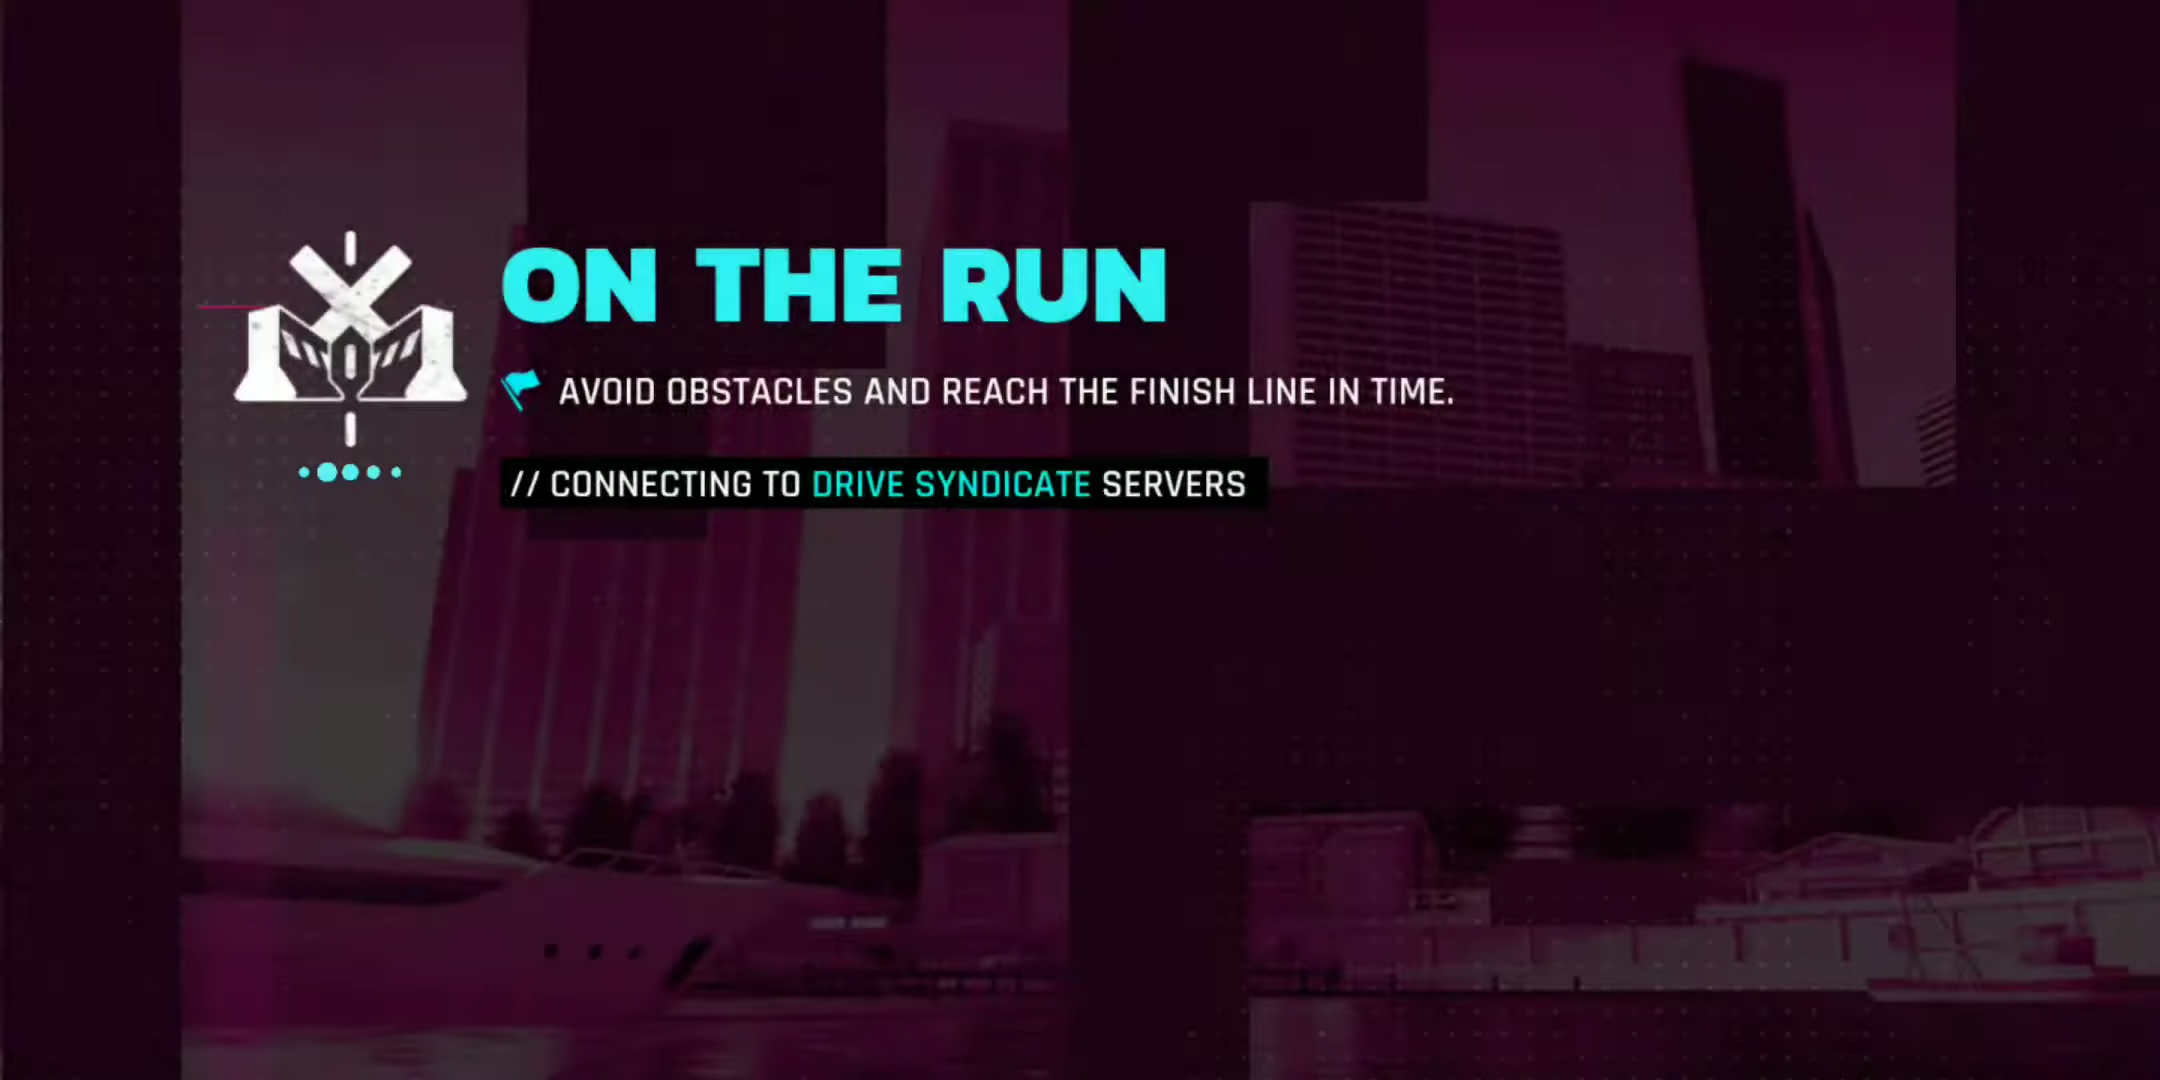 ON THE RUN
AVOID OBSTACLES AND REACH THE FINISH LINE IN TIME.
// CONNECTING TO DRIVE SYNDICATE SERVERS